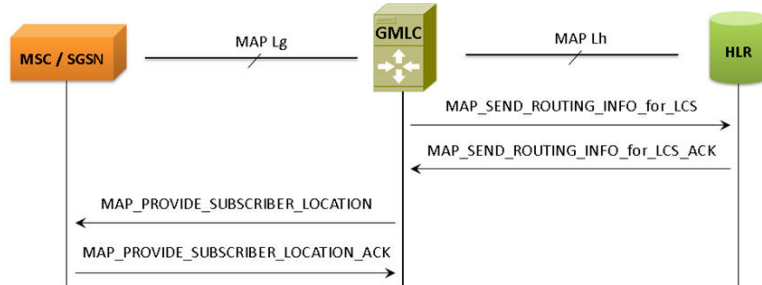 MAP Lg
GMLC
MAP Lh
MSC / SGSN
HLR
MAP_SEND_ROUTING_INFO_for_LCS
MAP_SEND_ROUTING_INFO_for_LCS_ACK
MAP_PROVIDE_SUBSCRIBER_LOCATION
MAP_PROVIDE_SUBSCRIBER_LOCATION_ACK